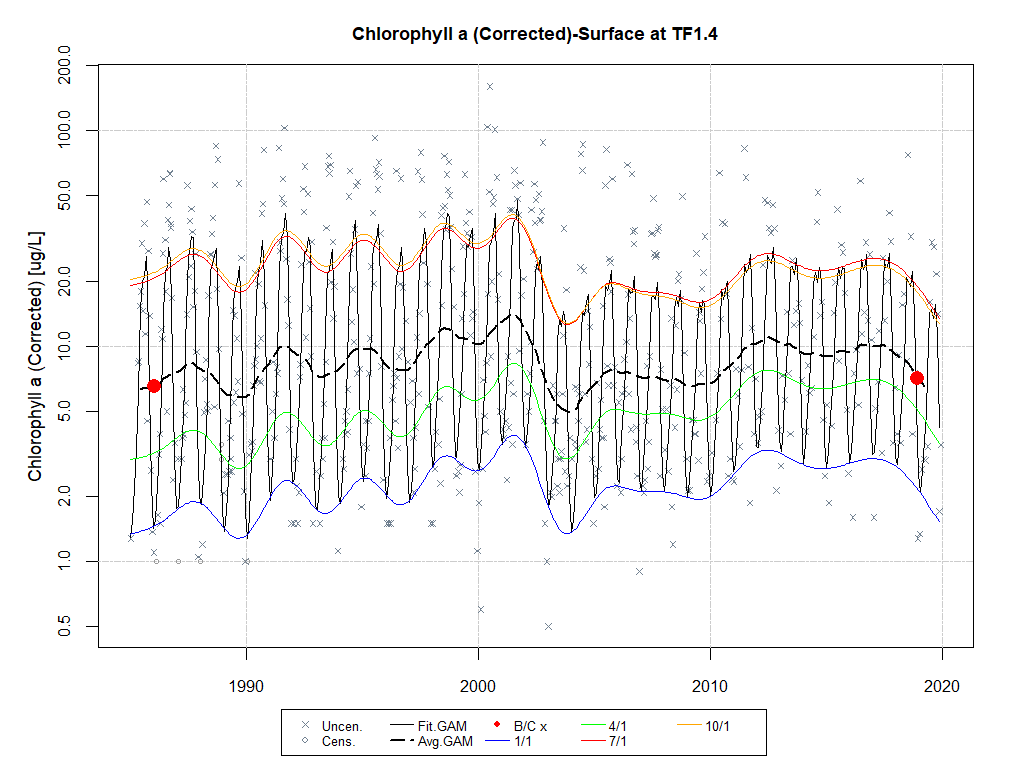 Chlorophyll a (Corrected)-Surface at TF1.4
Chlorophyll a (Corrected) [ug/L]
200.0
100.0
50.0
20.0
10.0
5.0
2.0
1.0
0.5
1990 2000 2010 2020
Uncen. Fit.GAM B/C x 4/1 10/1
Cens. Avg.GAM 1/1 7/1